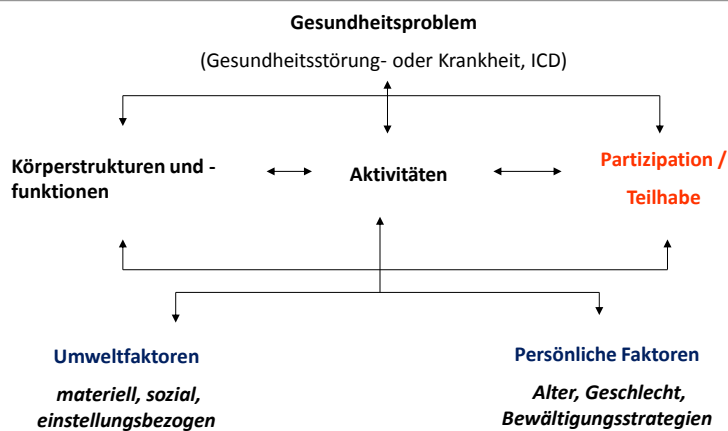 Gesundheitsproblem
(Gesundheitsstörung- oder Krankheit, ICD)
Körperstrukturen und -
funktionen
Aktivitäten
Partizipation /
Teilhabe
Umweltfaktoren
materiell, sozial,
einstellungsbezogen
Persönliche Faktoren
Alter, Geschlecht,
Bewältigungsstrategien